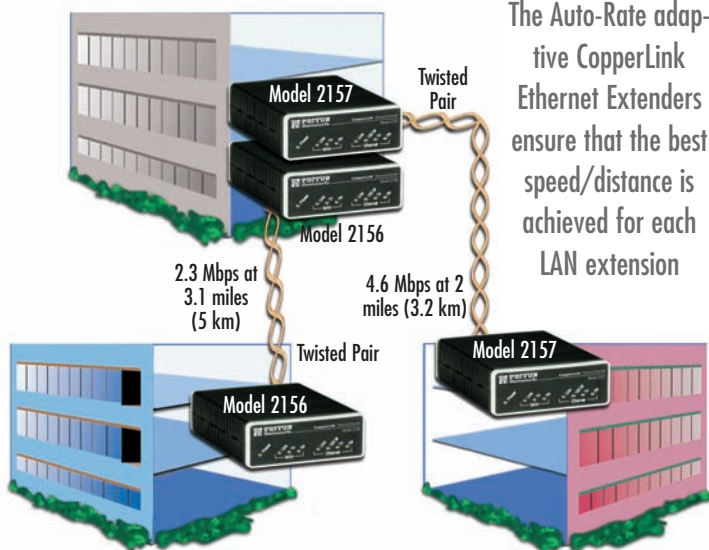 The Auto-Rate adap-
tive CopperLink
Ethernet Extenders
ensure that the best
speed/distance is
achieved for each
LAN extension
Twisted
Pair
Model 2157
Model 2156
2.3 Mbps at
3.1 miles
(5 km)
Twisted Pair
4.6 Mbps at 2
miles (3.2 km)
Model 2157
Model 2156